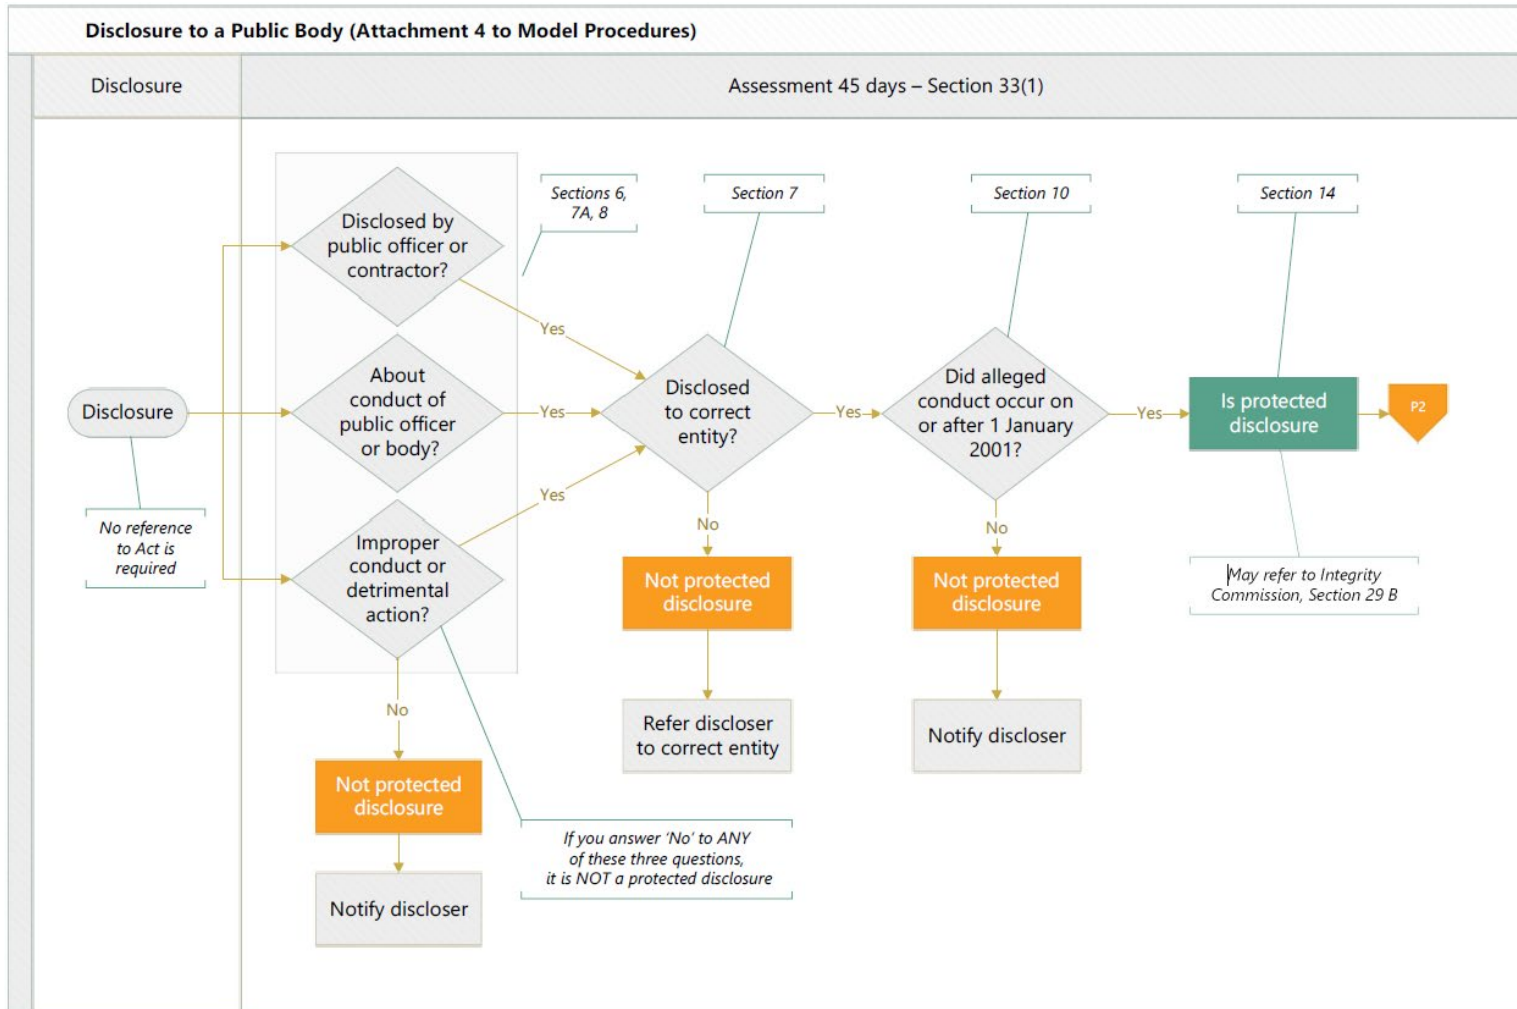 Disclosure to a Public Body (Attachment 4 to Model Procedures)
Disclosure
Assessment 45 days – Section 33(1)
Disclosed by
public officer or
contractor?
Sections 6,
7A, 8
Section 7
Section 10
Section 14
Yes
About
conduct of
public officer
or body?
Disclosure
Yes
Disclosed
to correct
entity?
Yes
Did alleged
conduct occur on
or after 1 January
2001?
Yes
Is protected
disclosure
P2
Yes
No reference
to Act is
required
Improper
conduct or
detrimental
action?
No
Not protected
disclosure
Refer discloser
to correct entity
No
Not protected
disclosure
Notify discloser
May refer to Integrity
Commission, Section 29 B
No
Not protected
disclosure
Notify discloser
If you answer ‘No’ to ANY
of these three questions,
it is NOT a protected disclosure